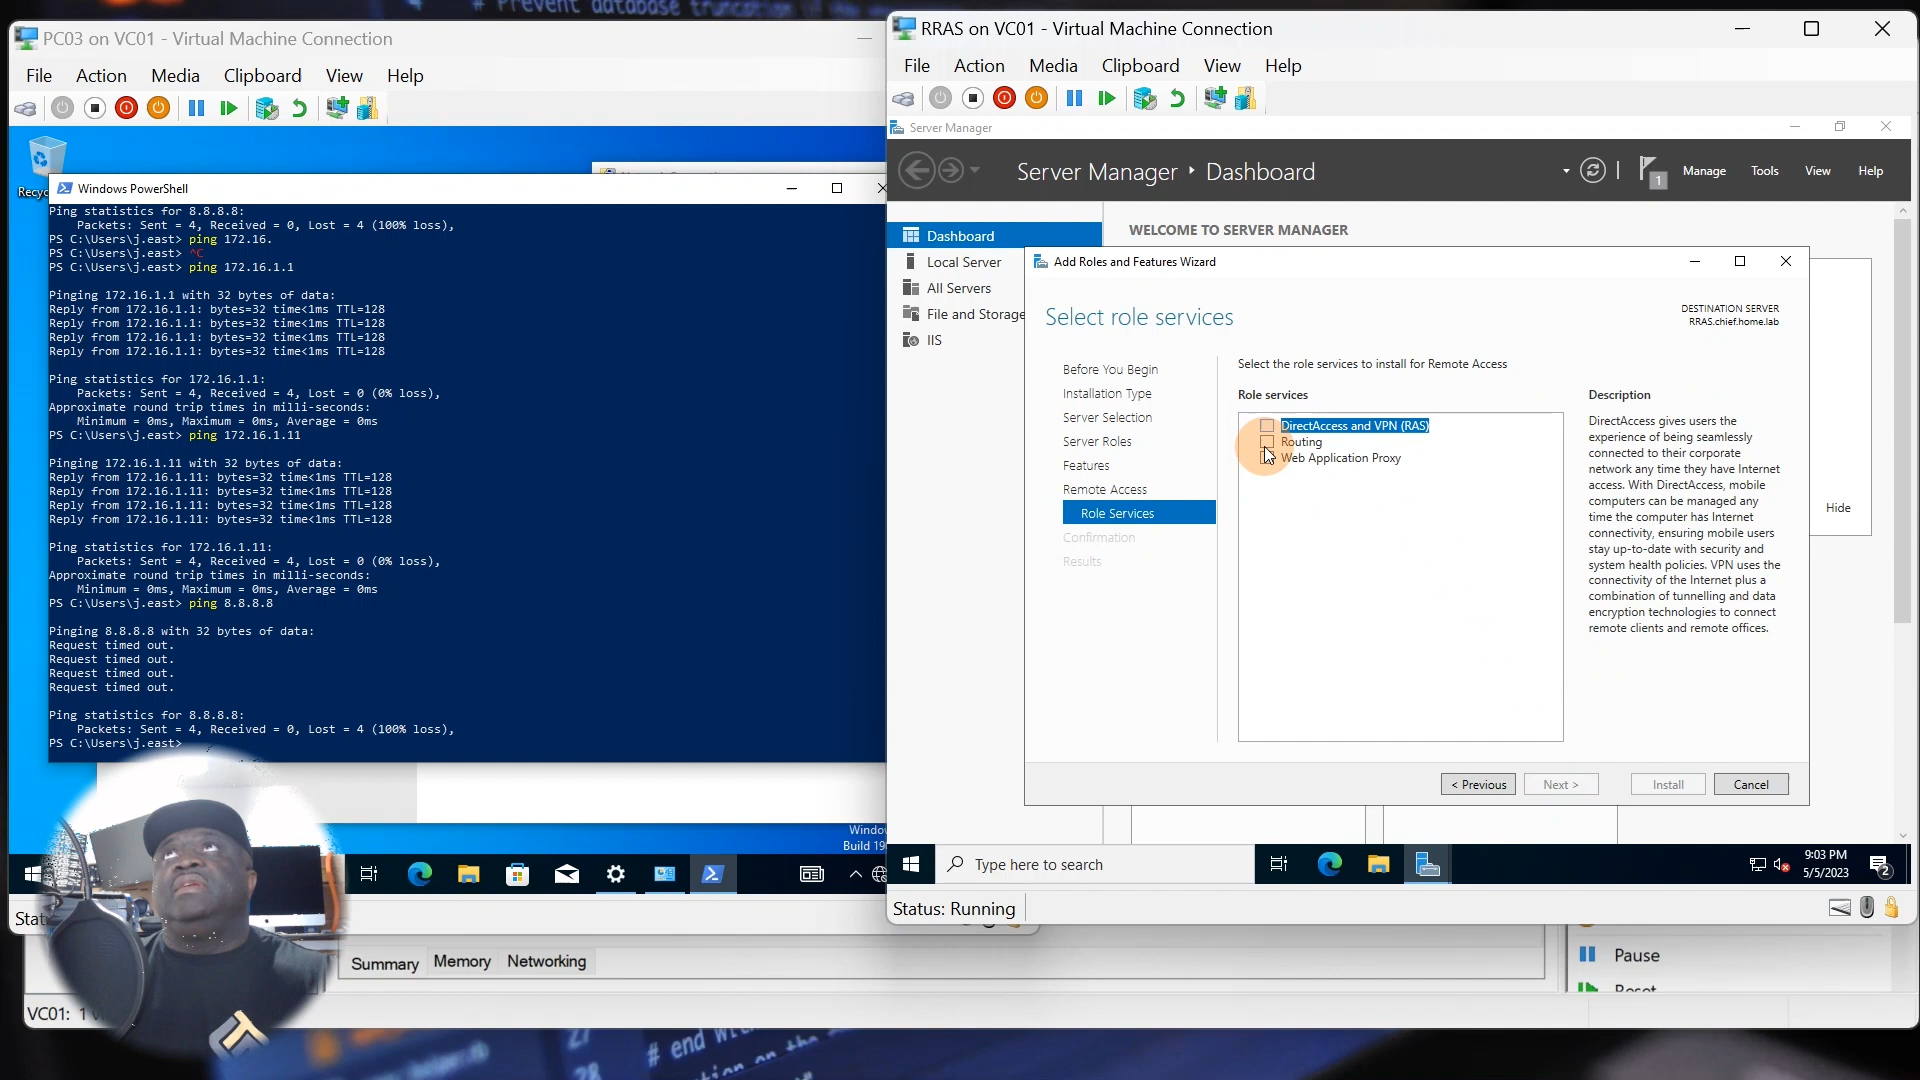 # Prevent database truncation if the
PC03 on VC01 - Virtual Machine Connection
File Action Media Clipboard View Help
Recyc
Windows PowerShell
Ping statistics for 8.8.8.8:
Packets: Sent = 4, Received = 0, Lost = 4 (100% loss),
PS C:\Users\j.east> ping 172.16.
PS C:\Users\j.east> ^C
PS C:\Users\j.east> ping 172.16.1.1
Pinging 172.16.1.1 with 32 bytes of data:
Reply from 172.16.1.1: bytes=32 time<1ms TTL=128
Reply from 172.16.1.1: bytes=32 time<1ms TTL=128
Reply from 172.16.1.1: bytes=32 time<1ms TTL=128
Reply from 172.16.1.1: bytes=32 time<1ms TTL=128
Ping statistics for 172.16.1.1:
Packets: Sent = 4, Received = 4, Lost = 0 (0% loss),
Approximate round trip times in milli-seconds:
Minimum = 0ms, Maximum = 0ms, Average = 0ms
PS C:\Users\j.east> ping 172.16.1.11
Pinging 172.16.1.11 with 32 bytes of data:
Reply from 172.16.1.11: bytes=32 time<1ms TTL=128
Reply from 172.16.1.11: bytes=32 time<1ms TTL=128
Reply from 172.16.1.11: bytes=32 time<1ms TTL=128
Reply from 172.16.1.11: bytes=32 time<1ms TTL=128
Ping statistics for 172.16.1.11:
Packets: Sent = 4, Received = 4, Lost = 0 (0% loss),
Approximate round trip times in milli-seconds:
Minimum = 0ms, Maximum = 0ms, Average = 0ms
PS C:\Users\j.east> ping 8.8.8.8
Pinging 8.8.8.8 with 32 bytes of data:
Request timed out.
Request timed out.
Request timed out.
Request timed out.
Ping statistics for 8.8.8.8:
Packets: Sent = 4, Received = 0, Lost = 4 (100% loss),
PS C:\Users\j.east>
Windo
Build 19
Stat
RRAS on VC01 - Virtual Machine Connection
File Action Media Clipboard View Help
Server Manager
Server Manager Dashboard
1 Manage Tools View Help
Dashboard
Local Server
All Servers
File and Storage
IIS
WELCOME TO SERVER MANAGER
Add Roles and Features Wizard
Select role services
DESTINATION SERVER
RRAS.chief.home.lab
Before You Begin
Installation Type
Server Selection
Server Roles
Features
Remote Access
Role Services
Confirmation
Results
Select the role services to install for Remote Access
Role services
DirectAccess and VPN (RAS)
Routing
Web Application Proxy
Description
DirectAccess gives users the
experience of being seamlessly
connected to their corporate
network any time they have Internet
access. With DirectAccess, mobile
computers can be managed any
time the computer has Internet
connectivity, ensuring mobile users
stay up-to-date with security and
system health policies. VPN uses the
connectivity of the Internet plus a
combination of tunnelling and data
encryption technologies to connect
remote clients and remote offices.
Hide
< Previous Next > Install Cancel
Type here to search
9:03 PM
5/5/2023
2
Status: Running
Summary Memory Networking
Pause
Reset
VC01: 1 V
27
28
# end